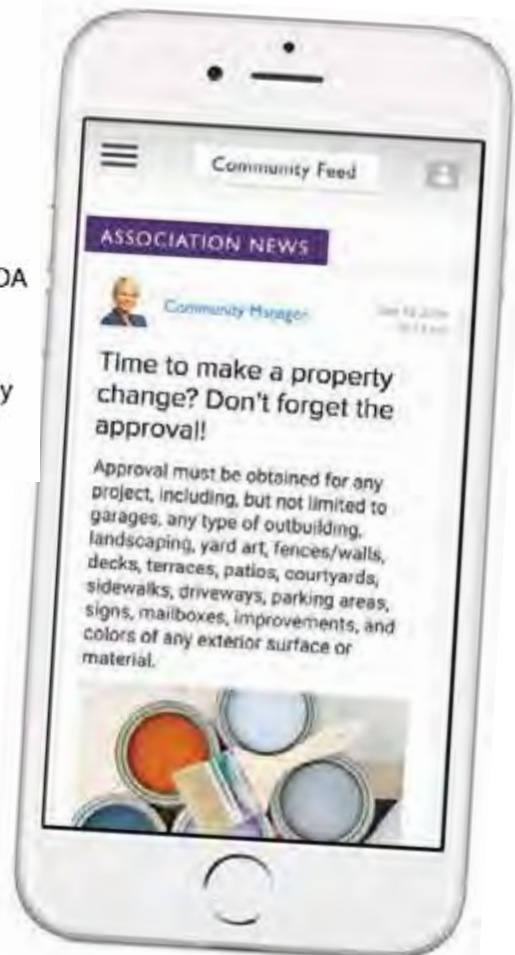 OA
y
Community Feed
ASSOCIATION NEWS
Community Manager
Time to make a property
change? Don't forget the
approval!
Approval must be obtained for any
project, including, but not limited to
garages, any type of outbuilding,
landscaping, yard art, fences/walls,
decks, terraces, patios, courtyards,
sidewalks, driveways, parking areas,
signs, mailboxes, improvements, and
colors of any exterior surface or
material.